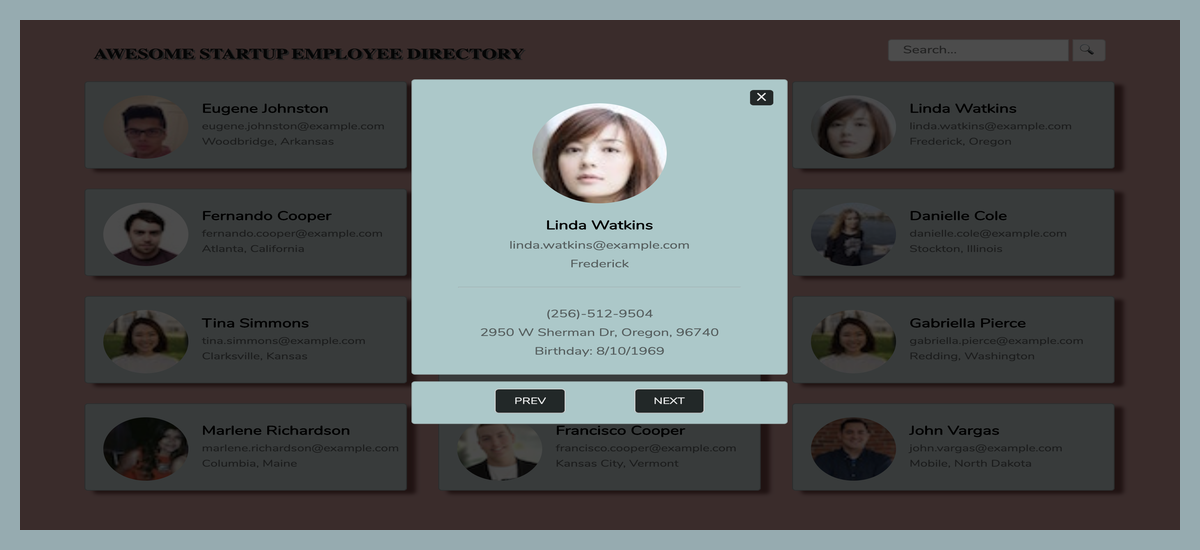 AWESOME STARTUP EMPLOYEE DIRECTORY
Search...
Eugene Johnston
eugene.johnston@example.com
Woodbridge, Arkansas
Linda Watkins
linda.watkins@example.com
Frederick, Oregon
Fernando Cooper
fernando.cooper@example.com
Atlanta, California
Danielle Cole
danielle.cole@example.com
Stockton, Illinois
Tina Simmons
tina.simmons@example.com
Clarksville, Kansas
Gabriella Pierce
gabriella.pierce@example.com
Redding, Washington
Marlene Richardson
marlene.richardson@example.com
Columbia, Maine
Francisco Cooper
francisco.cooper@example.com
Kansas City, Vermont
John Vargas
john.vargas@example.com
Mobile, North Dakota
Linda Watkins
linda.watkins@example.com
Frederick
(256)-512-9504
2950 W Sherman Dr, Oregon, 96740
Birthday: 8/10/1969
PREV
NEXT